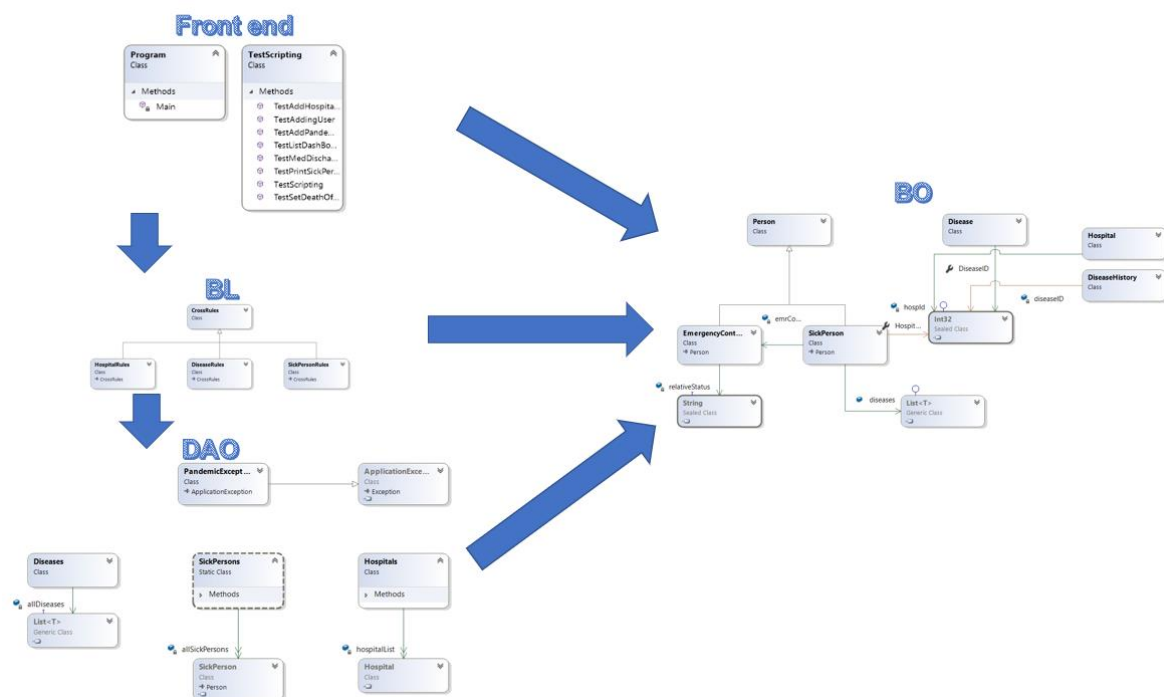 Front end
Program
Class
Methods
Main
TestScripting
Class
Methods
TestAddHospita...
TestAddingUser
TestAddPande...
TestListDashBo...
TestMedDischa...
TestPrintSickPer...
TestScripting
TestSetDeathOf...
BL
CrossRules
Class
HospitalRules
Class
CrossRules
DiseaseRules
Class
CrossRules
SickPersonRules
Class
CrossRules
DAO
PandemicExcept...
Class
ApplicationException
ApplicationExce...
Class
Exception
Diseases
Class
allDiseases
List<T>
Generic Class
SickPersons
Static Class
Methods
allSickPersons
SickPerson
Class
Person
Hospitals
Class
Methods
hospitalList
Hospital
Class
BO
Person
Class
Disease
Class
Hospital
Class
DiseaseHistory
Class
DiseaseID
diseaseID
hospId
emrCo...
Hospit...
Int32
Sealed Class
EmergencyCont...
Class
Person
SickPerson
Class
Person
relativeStatus
String
Sealed Class
diseases
List<T>
Generic Class